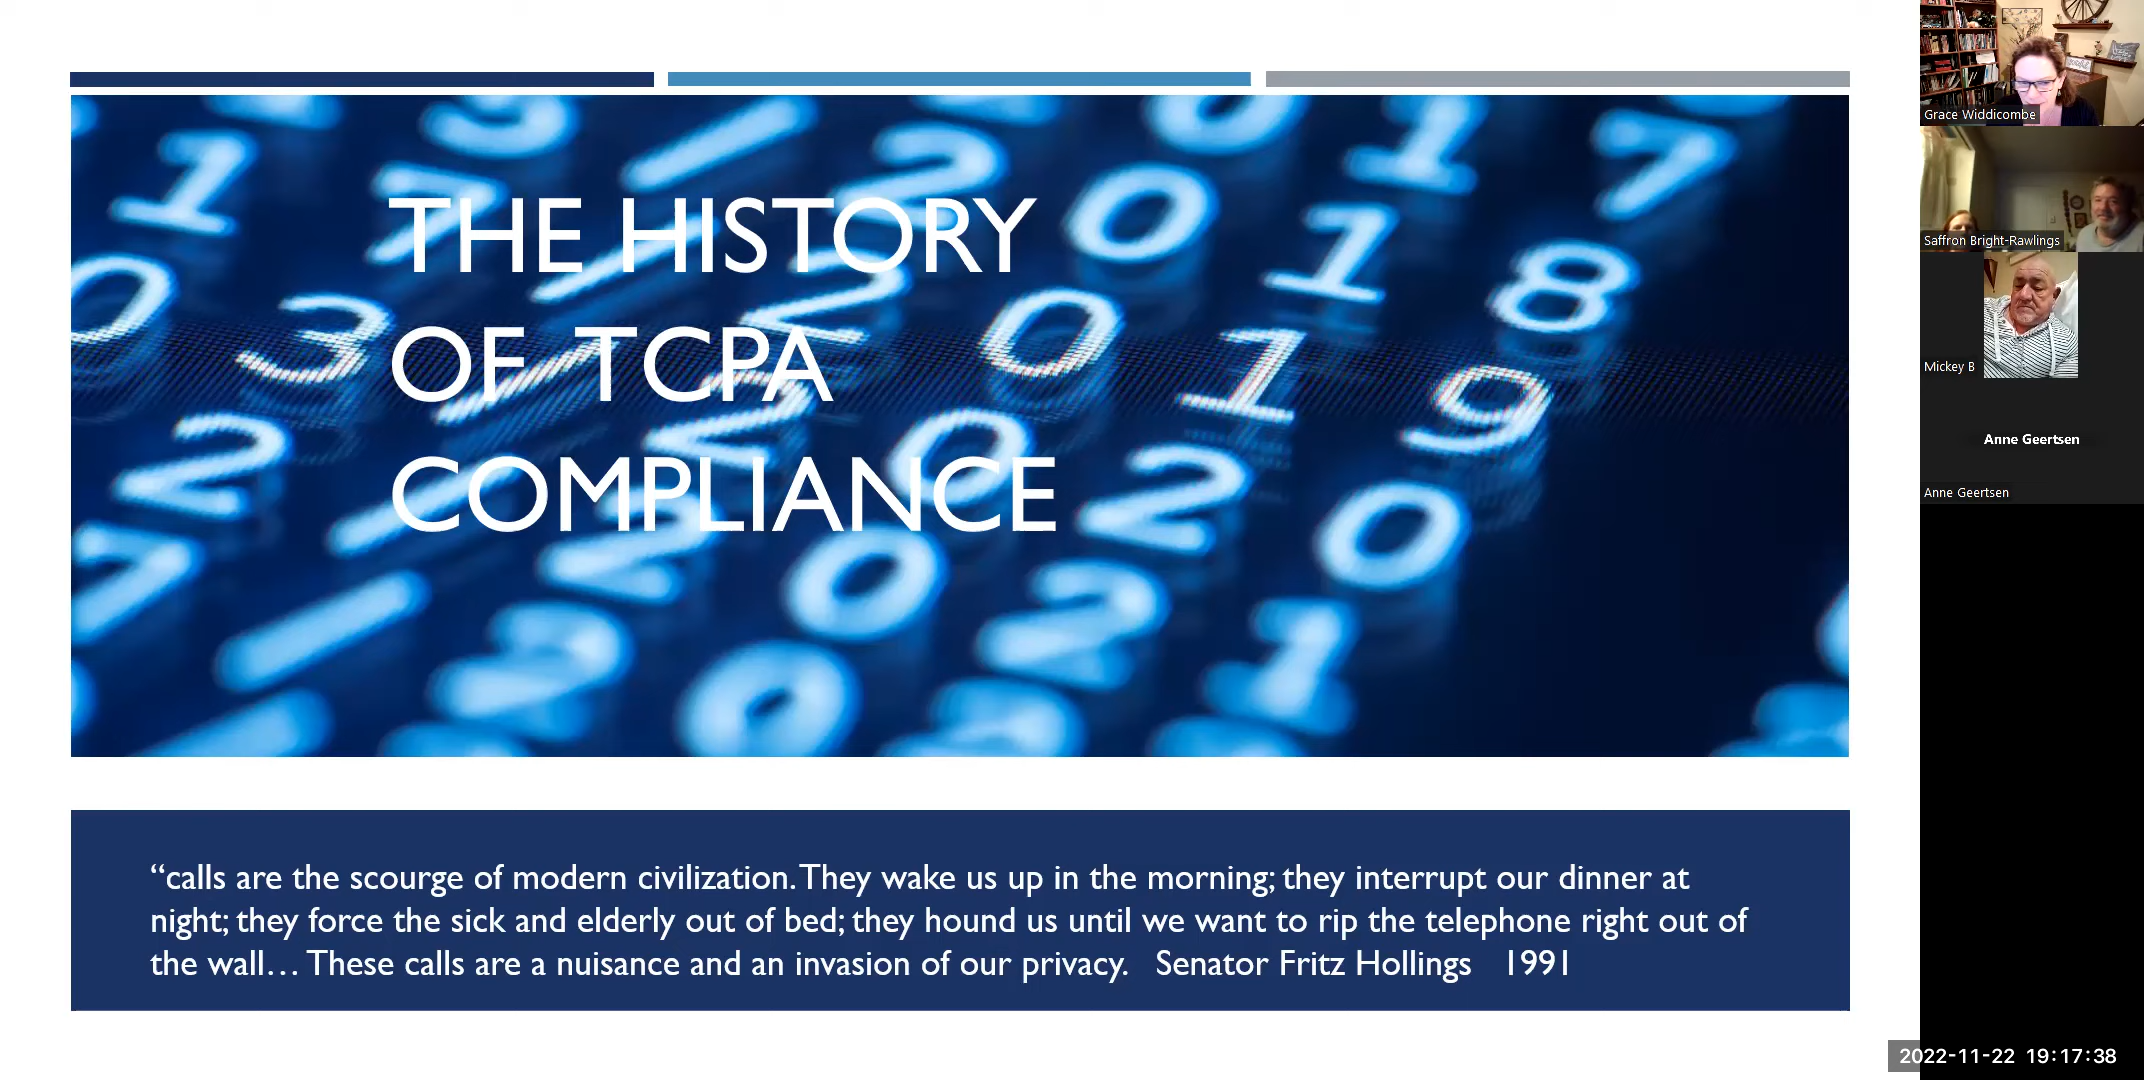 THE HISTORY
OF TCPA
COMPLIANCE
“calls are the scourge of modern civilization. They wake us up in the morning; they interrupt our dinner at
night; they force the sick and elderly out of bed; they hound us until we want to rip the telephone right out of
the wall… These calls are a nuisance and an invasion of our privacy.   Senator Fritz Hollings   1991
Grace Widdicombe
Saffron Bright-Rawlings
Mickey B
Anne Geertsen
Anne Geertsen
2022-11-22 19:17:38